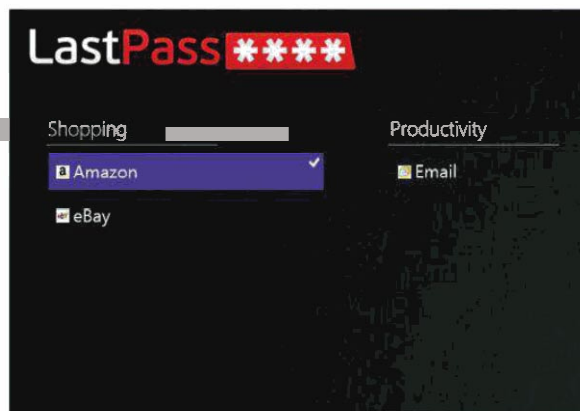 LastPass ****
Shopping
Productivity
Amazon
Email
eBay